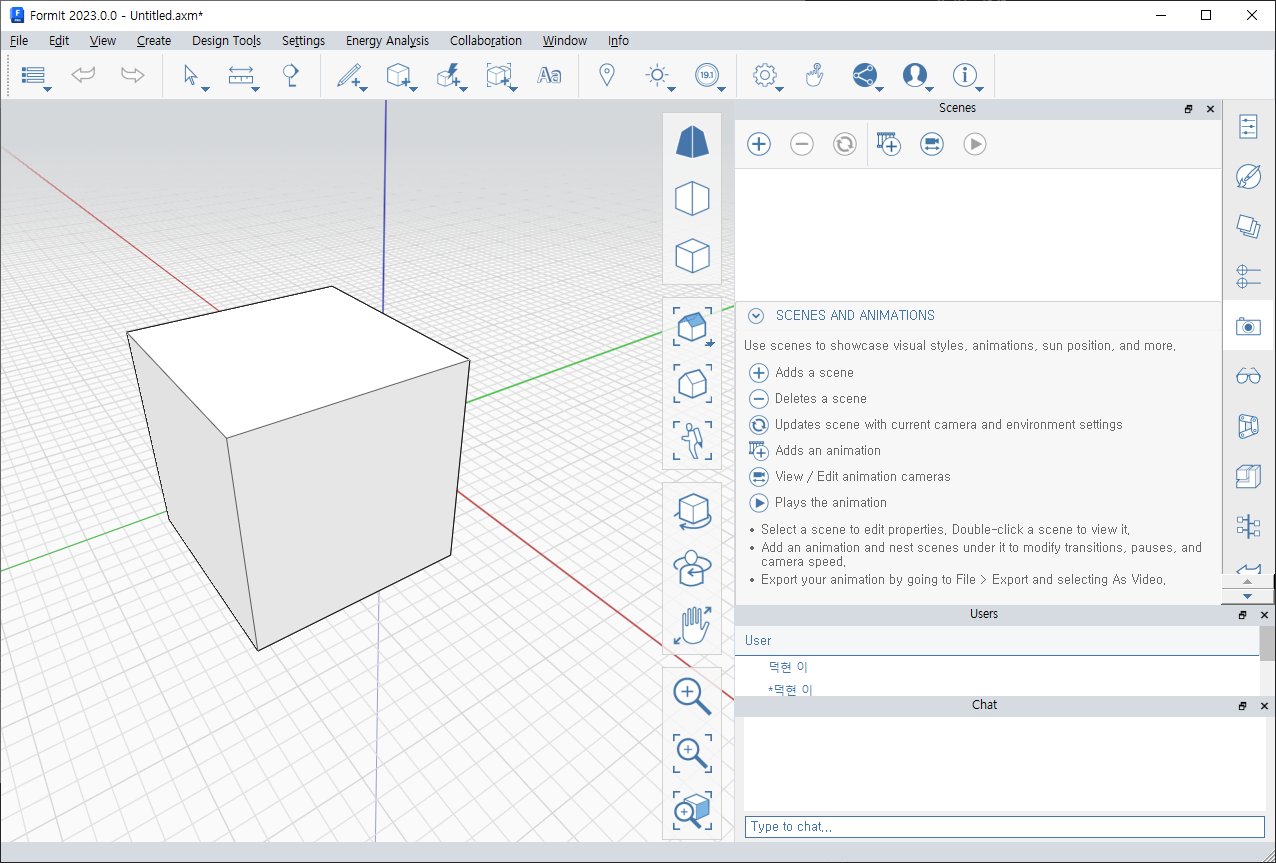 FormIt 2023.0.0 - Untitled.axm*
File Edit View Create Design Tools Settings Energy Analysis Collaboration Window Info
Aa 19.1
Scenes
SCENES AND ANIMATIONS
Use scenes to showcase visual styles, animations, sun position, and more.
Adds a scene
Deletes a scene
Updates scene with current camera and environment settings
Adds an animation
View / Edit animation cameras
Plays the animation
• Select a scene to edit properties. Double-click a scene to view it.
• Add an animation and nest scenes under it to modify transitions, pauses, and
camera speed.
• Export your animation by going to File > Export and selecting As Video.
Users
User
덕현 이
*덕현 이
Chat
Type to chat...